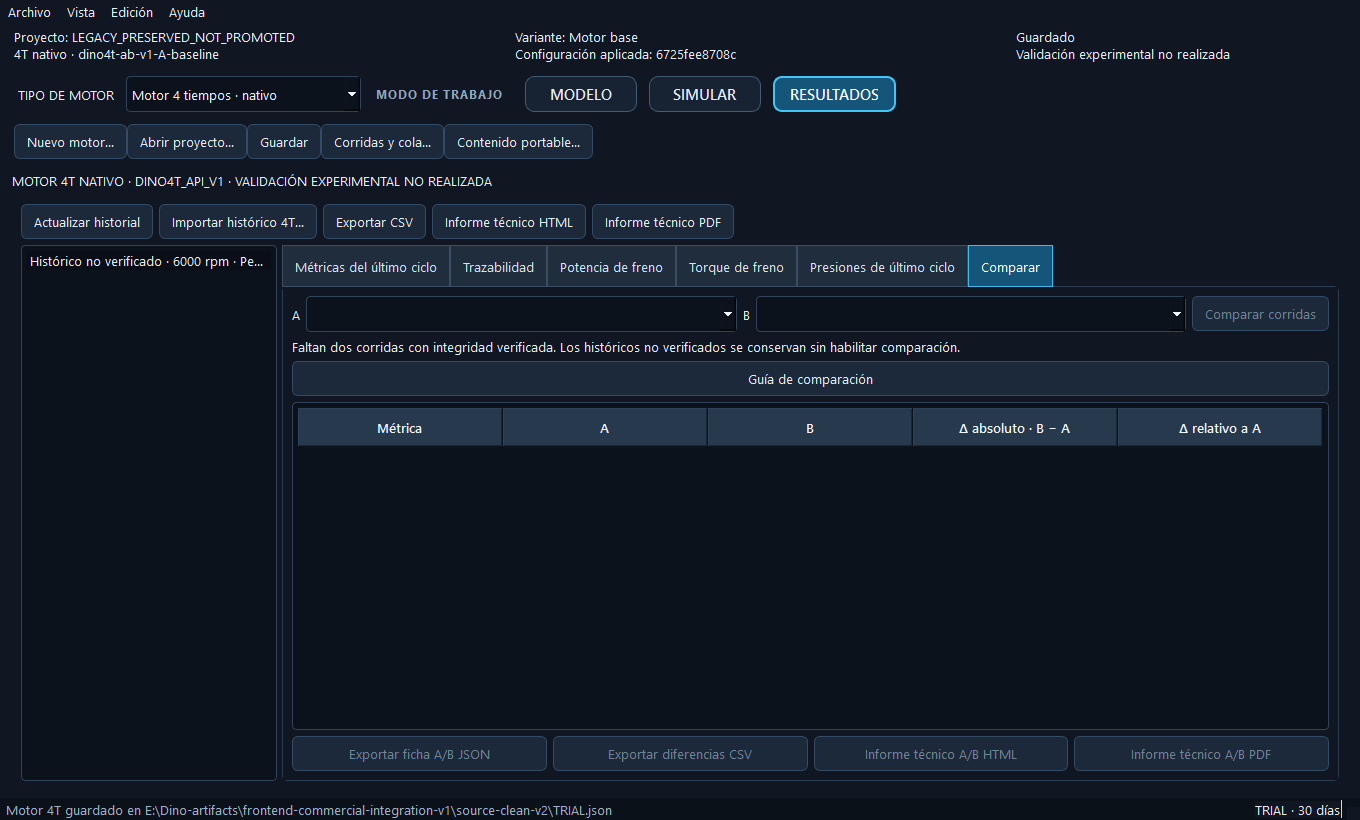 Archivo Vista Edición Ayuda
Proyecto: LEGACY_PRESERVED_NOT_PROMOTED Variante: Motor base Guardado
4T nativo · dino4t-ab-v1-A-baseline Configuración aplicada: 6725fee8708c Validación experimental no realizada
TIPO DE MOTOR Motor 4 tiempos · nativo MODO DE TRABAJO MODELO SIMULAR RESULTADOS
Nuevo motor... Abrir proyecto... Guardar Corridas y cola... Contenido portable...
MOTOR 4T NATIVO · DINO4T_API_V1 · VALIDACIÓN EXPERIMENTAL NO REALIZADA
Actualizar historial Importar histórico 4T... Exportar CSV Informe técnico HTML Informe técnico PDF
Histórico no verificado · 6000 rpm · Pe... Métricas del último ciclo Trazabilidad Potencia de freno Torque de freno Presiones de último ciclo Comparar
A B Comparar corridas
Faltan dos corridas con integridad verificada. Los históricos no verificados se conservan sin habilitar comparación.
Guía de comparación
Métrica A B Δ absoluto · B − A Δ relativo a A
Exportar ficha A/B JSON Exportar diferencias CSV Informe técnico A/B HTML Informe técnico A/B PDF
Motor 4T guardado en E:\Dino-artifacts\frontend-commercial-integration-v1\source-clean-v2\TRIAL.json TRIAL · 30 días